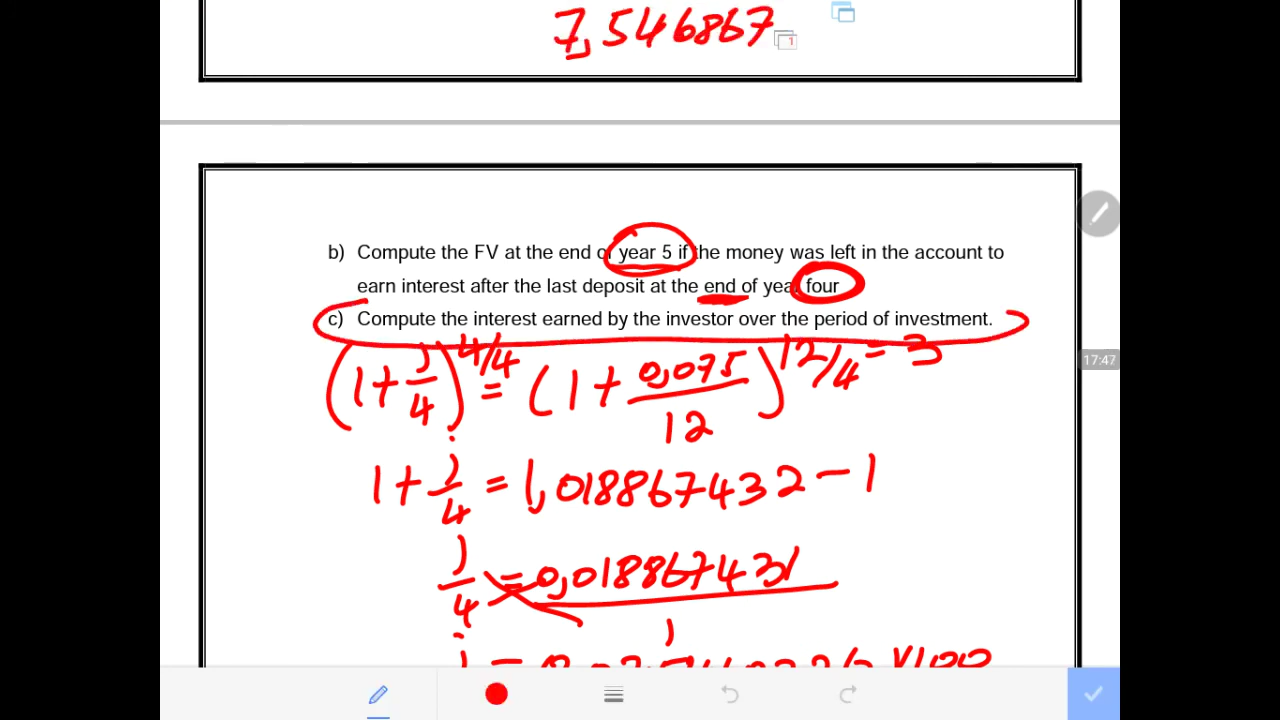 7,546867
1
b) Compute the FV at the end of year 5 if the money was left in the account to
earn interest after the last deposit at the end of year four
c) Compute the interest earned by the investor over the period of investment.
(1+j/4)^4/4 = (1+0,075/12)^12/4 = 3
17:47
1+j/4 = 1,018867432 - 1
j/4 = 0,018867431
1
j = x100